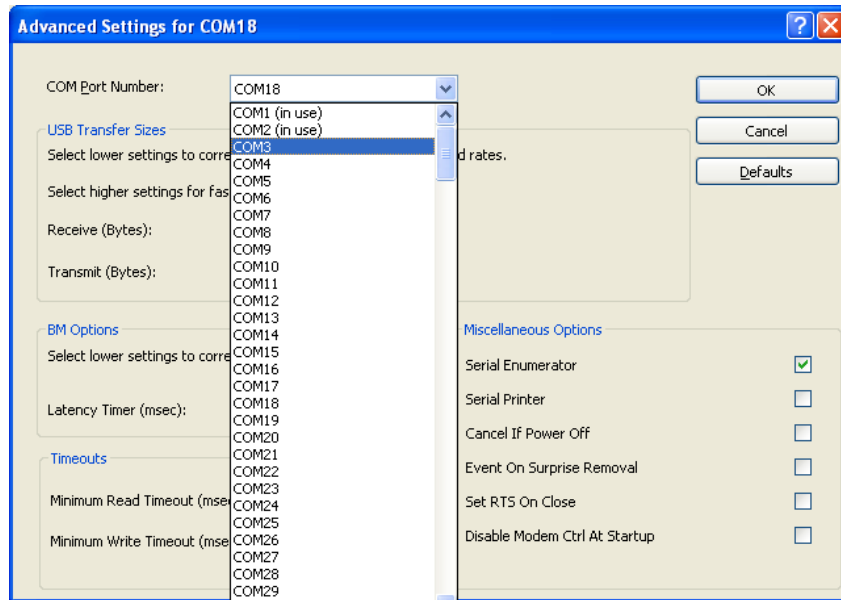 Advanced Settings for COM18
COM Port Number:
COM18
OK
Cancel
Defaults
COM1 (in use)
COM2 (in use)
COM3
COM4
COM5
COM6
COM7
COM8
COM9
COM10
COM11
COM12
COM13
COM14
COM15
COM16
COM17
COM18
COM19
COM20
COM21
COM22
COM23
COM24
COM25
COM26
COM27
COM28
COM29
USB Transfer Sizes
Select lower settings to corre d rates.
Select higher settings for fas
Receive (Bytes):
Transmit (Bytes):
BM Options
Select lower settings to corre
Latency Timer (msec):
Timeouts
Minimum Read Timeout (mse
Minimum Write Timeout (mse
Miscellaneous Options
Serial Enumerator
Serial Printer
Cancel If Power Off
Event On Surprise Removal
Set RTS On Close
Disable Modem Ctrl At Startup